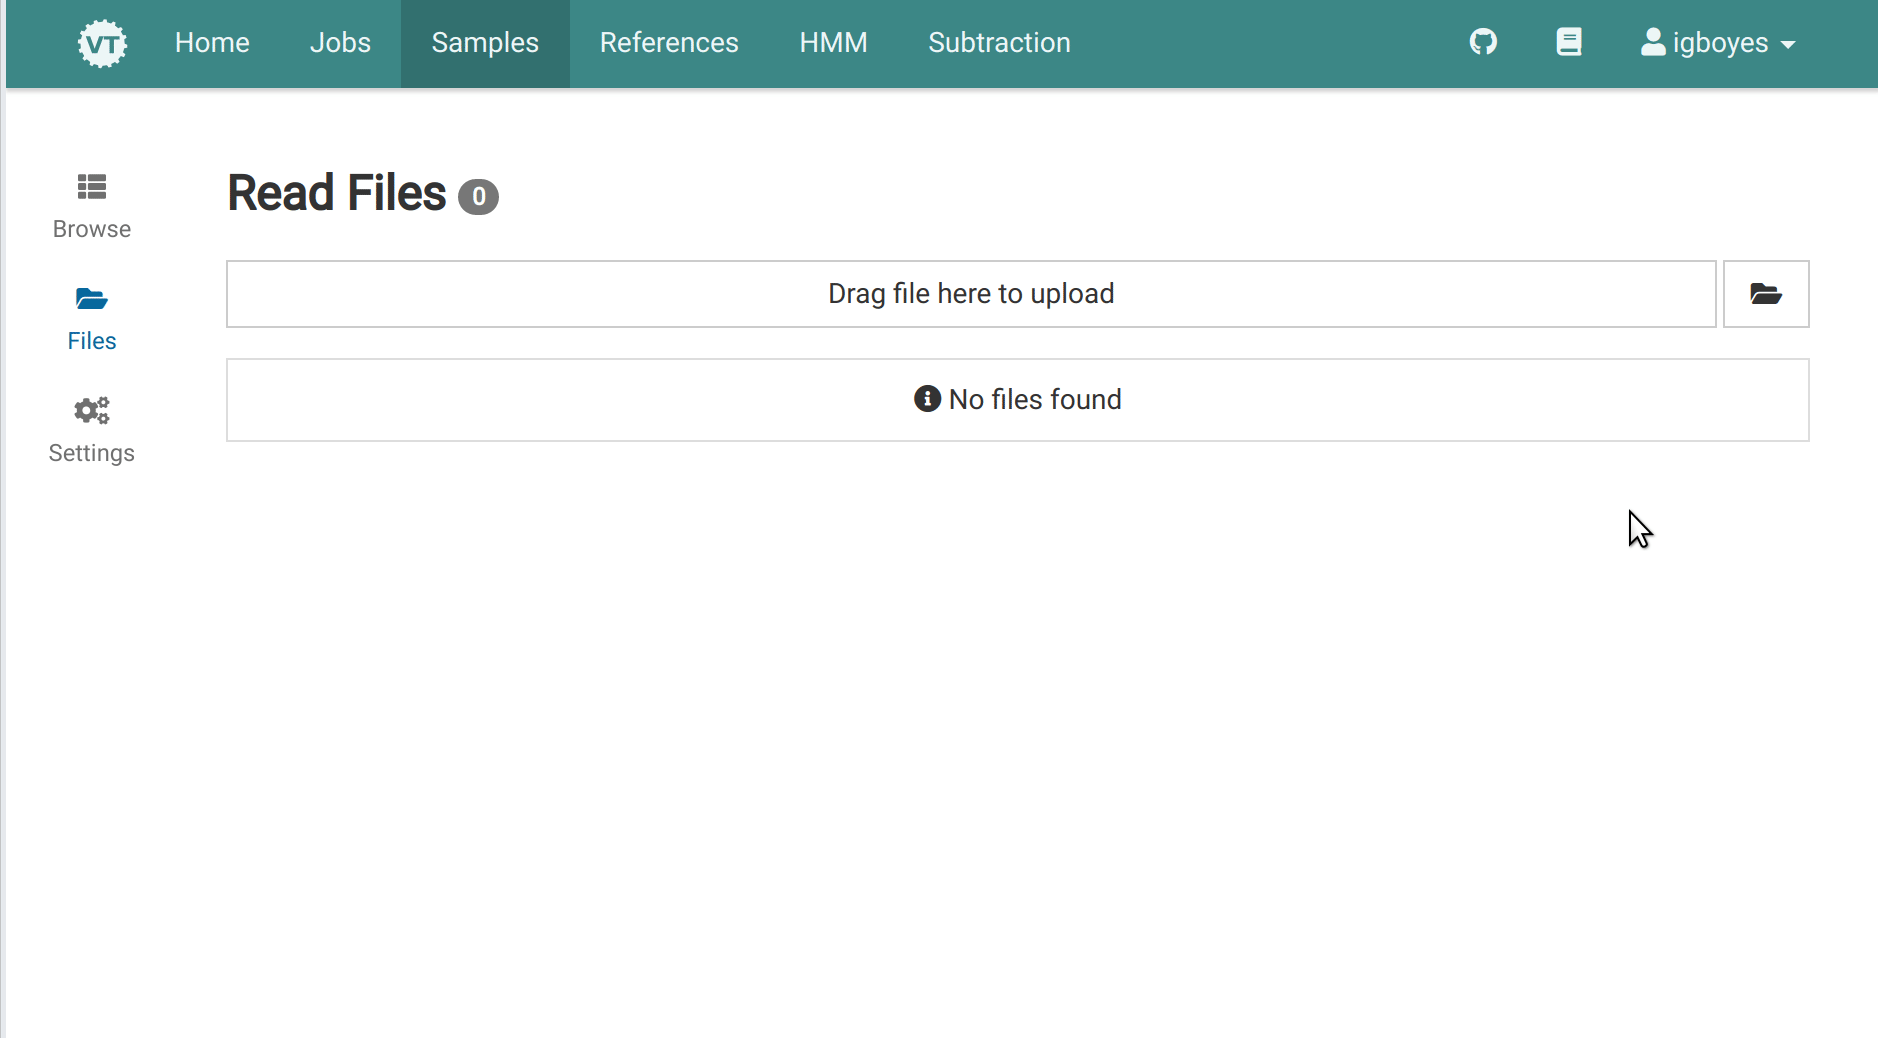 VT Home Jobs Samples References HMM Subtraction igboyes
Browse
Files
Settings
Read Files 0
Drag file here to upload
No files found